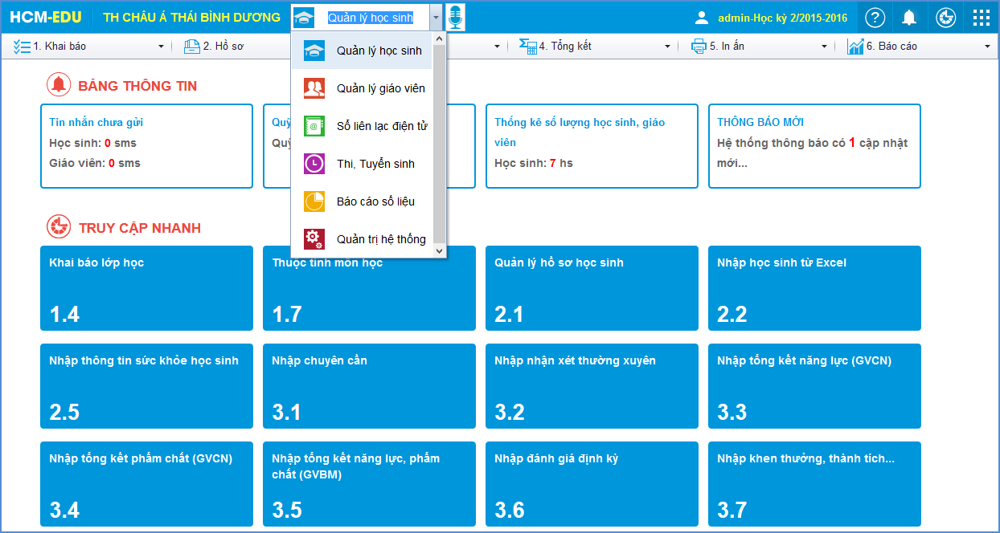 HCM-EDU
TH CHÂU Á THÁI BÌNH DƯƠNG
Quản lý học sinh
admin-Học kỳ 2/2015-2016
1. Khai báo
2. Hồ sơ
4. Tổng kết
5. In ấn
6. Báo cáo
Quản lý học sinh
Quản lý giáo viên
Sổ liên lạc điện tử
Thi, Tuyển sinh
Báo cáo số liệu
Quản trị hệ thống
BẢNG THÔNG TIN
Tin nhắn chưa gửi
Học sinh: 0 sms
Giáo viên: 0 sms
Quỹ
Quỹ
Thống kê số lượng học sinh, giáo
viên
Học sinh: 7 hs
THÔNG BÁO MỚI
Hệ thống thông báo có 1 cập nhật
mới...
TRUY CẬP NHANH
Khai báo lớp học
1.4
Thuộc tính môn học
1.7
Quản lý hồ sơ học sinh
2.1
Nhập học sinh từ Excel
2.2
Nhập thông tin sức khỏe học sinh
2.5
Nhập chuyên cần
3.1
Nhập nhận xét thường xuyên
3.2
Nhập tổng kết năng lực (GVCN)
3.3
Nhập tổng kết phẩm chất (GVCN)
3.4
Nhập tổng kết năng lực, phẩm
chất (GVBM)
3.5
Nhập đánh giá định kỳ
3.6
Nhập khen thưởng, thành tích...
3.7